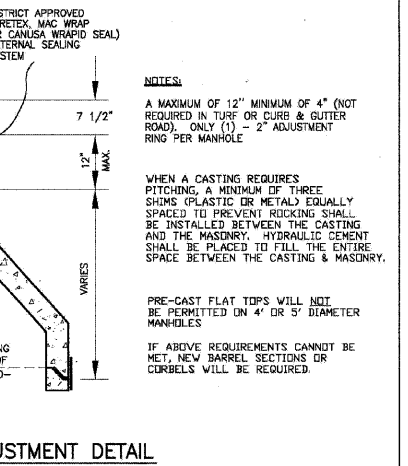 STRICT APPROVED
RETEX, MAC WRAP
R CANUSA WRAPID SEAL)
TERNAL SEALING
STEM
7 1/2"
12"
MAX.
VARIES
NOTES:
A MAXIMUM OF 12" MINIMUM OF 4" (NOT
REQUIRED IN TURF OR CURB & GUTTER
ROAD). ONLY (1) - 2" ADJUSTMENT
RING PER MANHOLE
WHEN A CASTING REQUIRES
PITCHING, A MINIMUM OF THREE
SHIMS (PLASTIC OR METAL) EQUALLY
SPACED TO PREVENT ROCKING SHALL
BE INSTALLED BETWEEN THE CASTING
AND THE MASONRY. HYDRAULIC CEMENT
SHALL BE PLACED TO FILL THE ENTIRE
SPACE BETWEEN THE CASTING & MASONRY.
PRE-CAST FLAT TOPS WILL NOT
BE PERMITTED ON 4' OR 5' DIAMETER
MANHOLES
IF ABOVE REQUIREMENTS CANNOT BE
MET, NEW BARREL SECTIONS OR
CORBELS WILL BE REQUIRED.
NG
OF
O-
USTMENT DETAIL